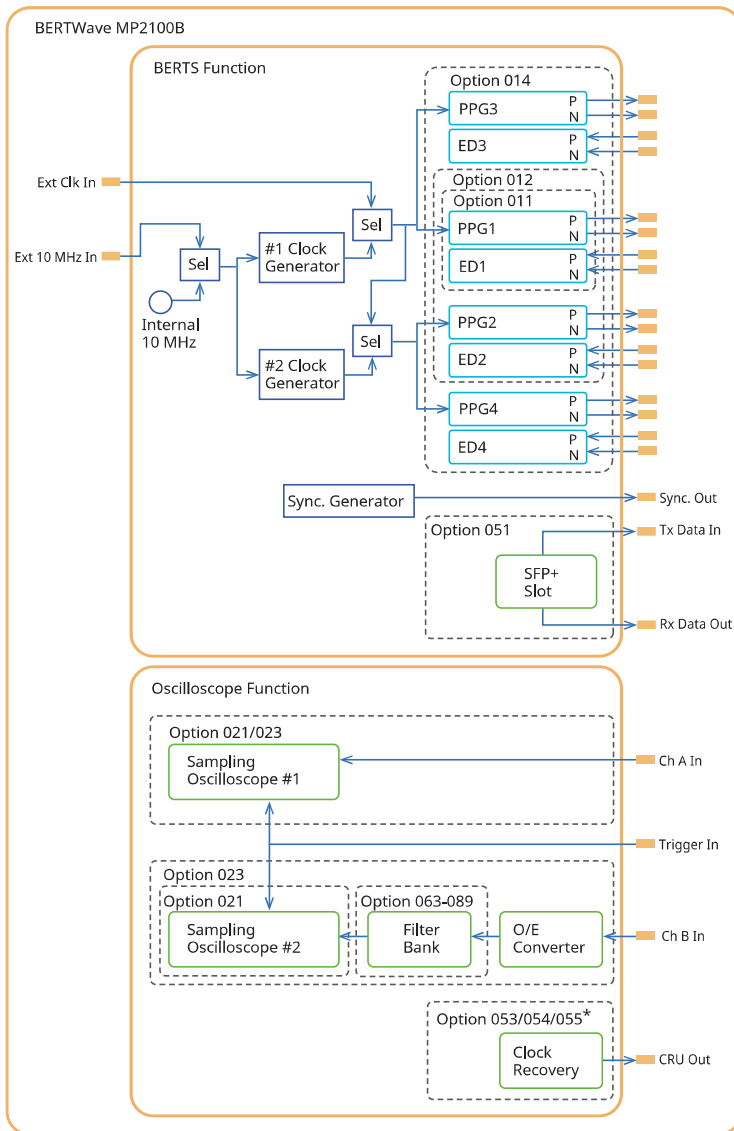 BERTWave MP2100B
BERTS Function
Option 014
PPG3
P
N
ED3
P
N
Option 012
Option 011
Ext Clk In
Sel
PPG1
P
N
#1 Clock
Generator
Ext 10 MHz In
Sel
ED1
P
N
Internal
10 MHz
PPG2
P
N
Sel
#2 Clock
Generator
ED2
P
N
PPG4
P
N
ED4
P
N
Sync. Generator
Sync. Out
Option 051
Tx Data In
SFP+
Slot
Rx Data Out
Oscilloscope Function
Option 021/023
Sampling
Oscilloscope #1
Ch A In
Trigger In
Option 023
Option 021
Option 063-089
Sampling
Oscilloscope #2
Filter
Bank
O/E
Converter
Ch B In
Option 053/054/055*
Clock
Recovery
CRU Out